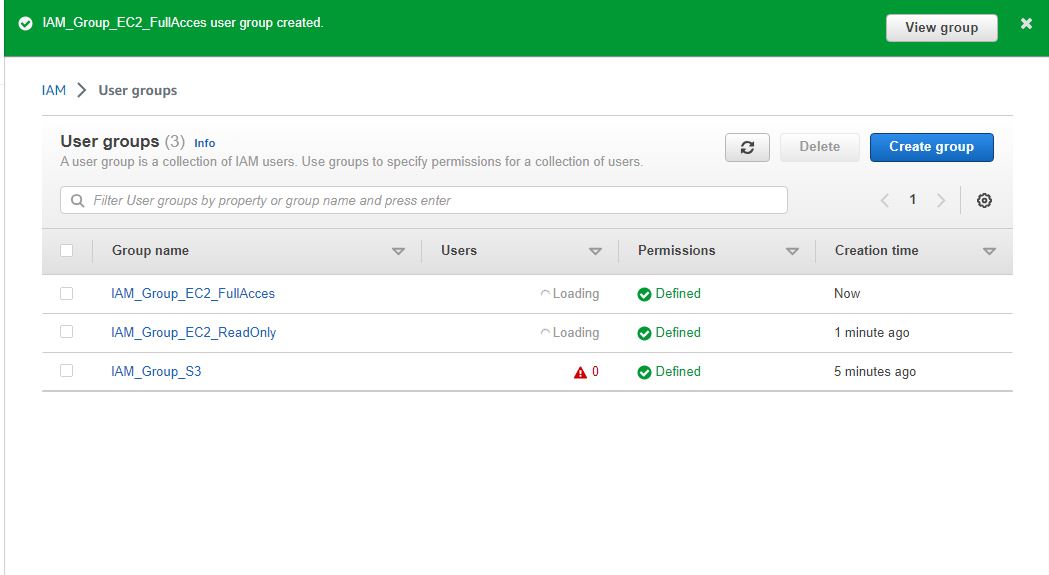 IAM_Group_EC2_FullAcces user group created.
View group
IAM
User groups
User groups (3) Info
A user group is a collection of IAM users. Use groups to specify permissions for a collection of users.
Delete
Create group
Filter User groups by property or group name and press enter
1
Group name Users Permissions Creation time
IAM_Group_EC2_FullAcces Loading Defined Now
IAM_Group_EC2_ReadOnly Loading Defined 1 minute ago
IAM_Group_S3 0 Defined 5 minutes ago